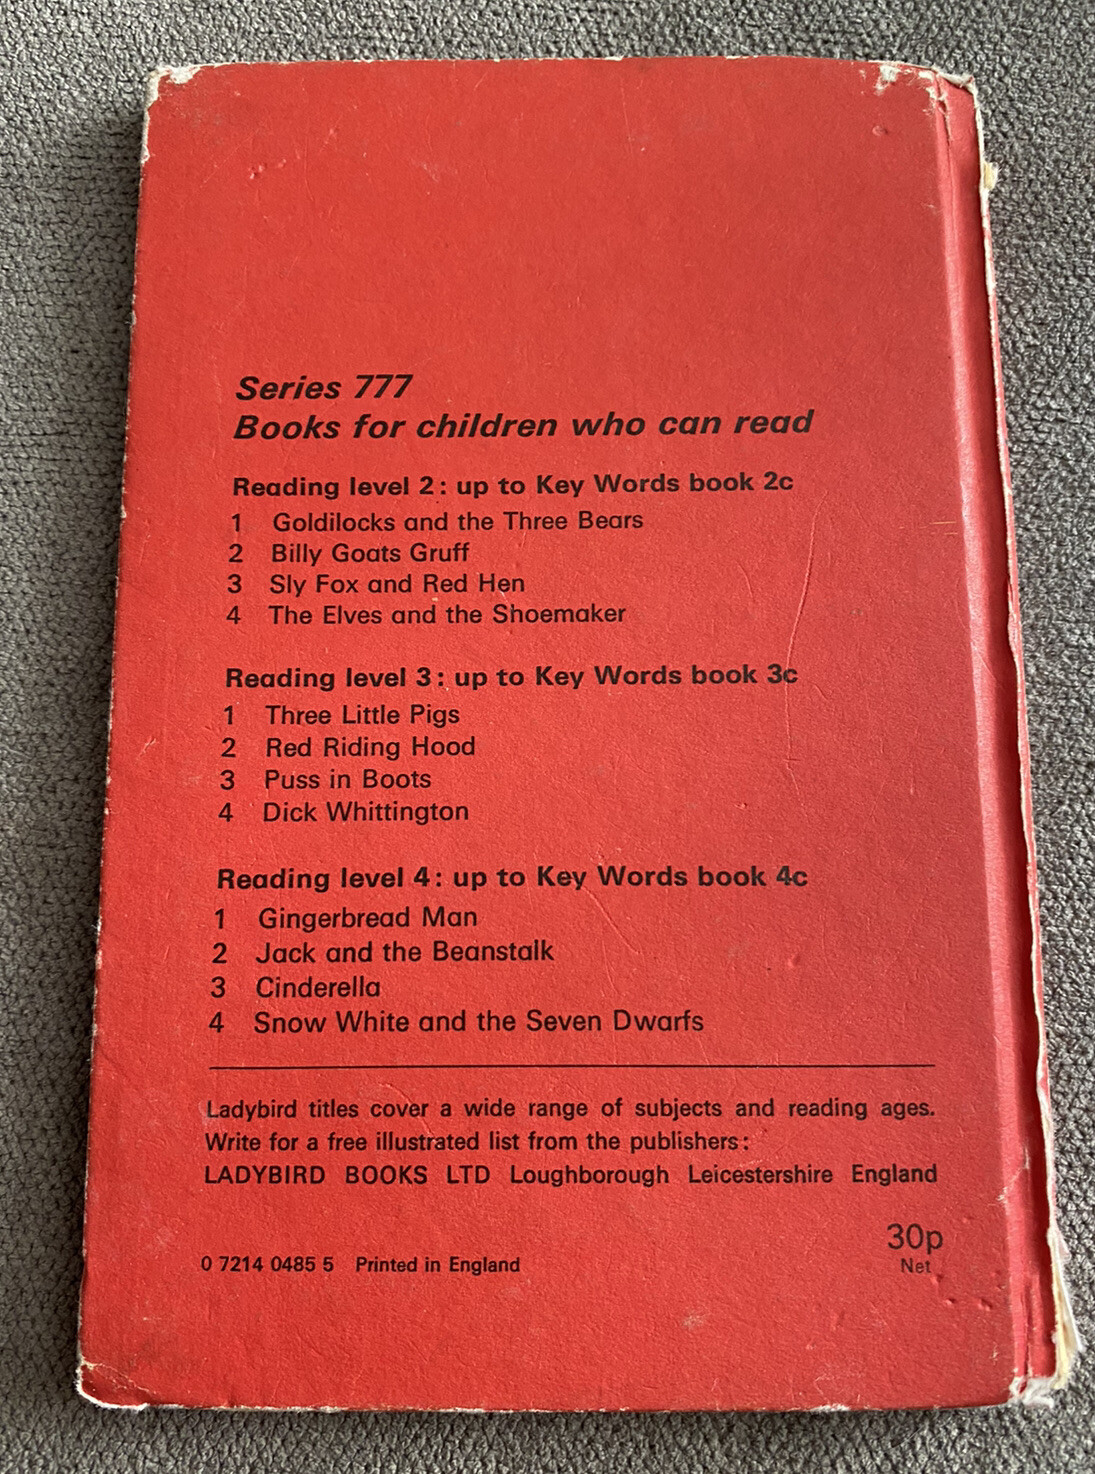 Series 777
Books for children who can read
Reading level 2: up to Key Words book 2c
1 Goldilocks and the Three Bears
2 Billy Goats Gruff
3 Sly Fox and Red Hen
4 The Elves and the Shoemaker
Reading level 3: up to Key Words book 3c
1 Three Little Pigs
2 Red Riding Hood
3 Puss in Boots
4 Dick Whittington
Reading level 4: up to Key Words book 4c
1 Gingerbread Man
2 Jack and the Beanstalk
3 Cinderella
4 Snow White and the Seven Dwarfs
Ladybird titles cover a wide range of subjects and reading ages.
Write for a free illustrated list from the publishers:
LADYBIRD BOOKS LTD Loughborough Leicestershire England
30p
Net
0 7214 0485 5 Printed in England